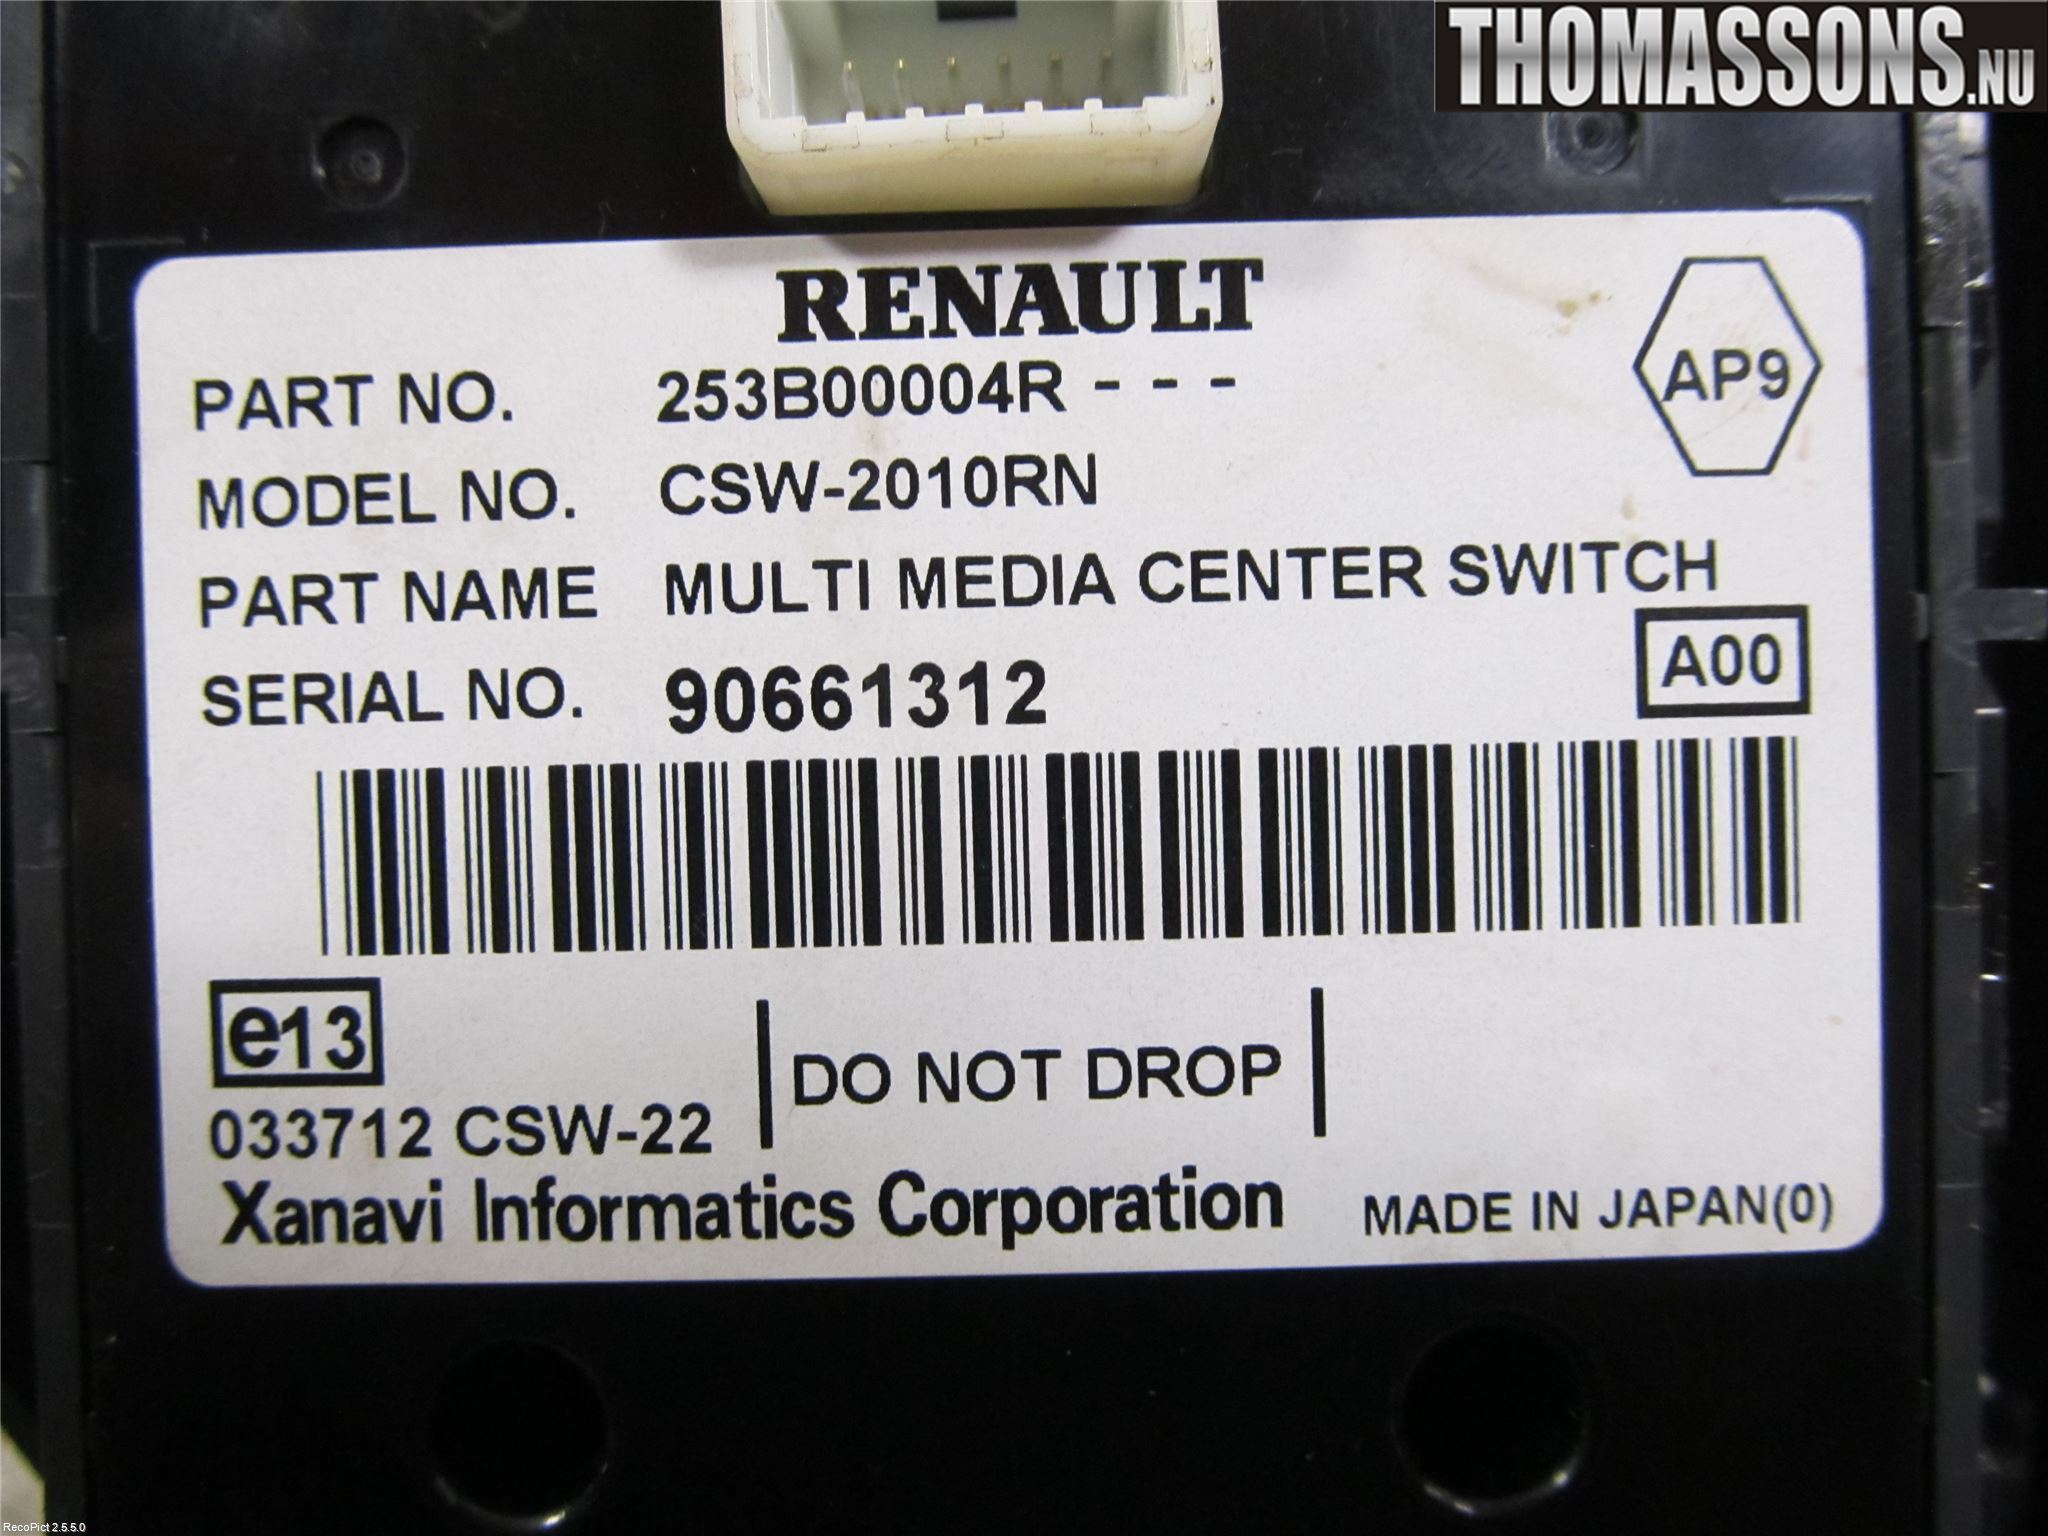 THOMASSONS.NU
RENAULT
PART NO. 253B00004R - - -
AP9
MODEL NO. CSW-2010RN
PART NAME MULTI MEDIA CENTER SWITCH
SERIAL NO. 90661312
A00
e13
DO NOT DROP
033712 CSW-22
Xanavi Informatics Corporation MADE IN JAPAN(0)
RecoPict 2.5.5.0